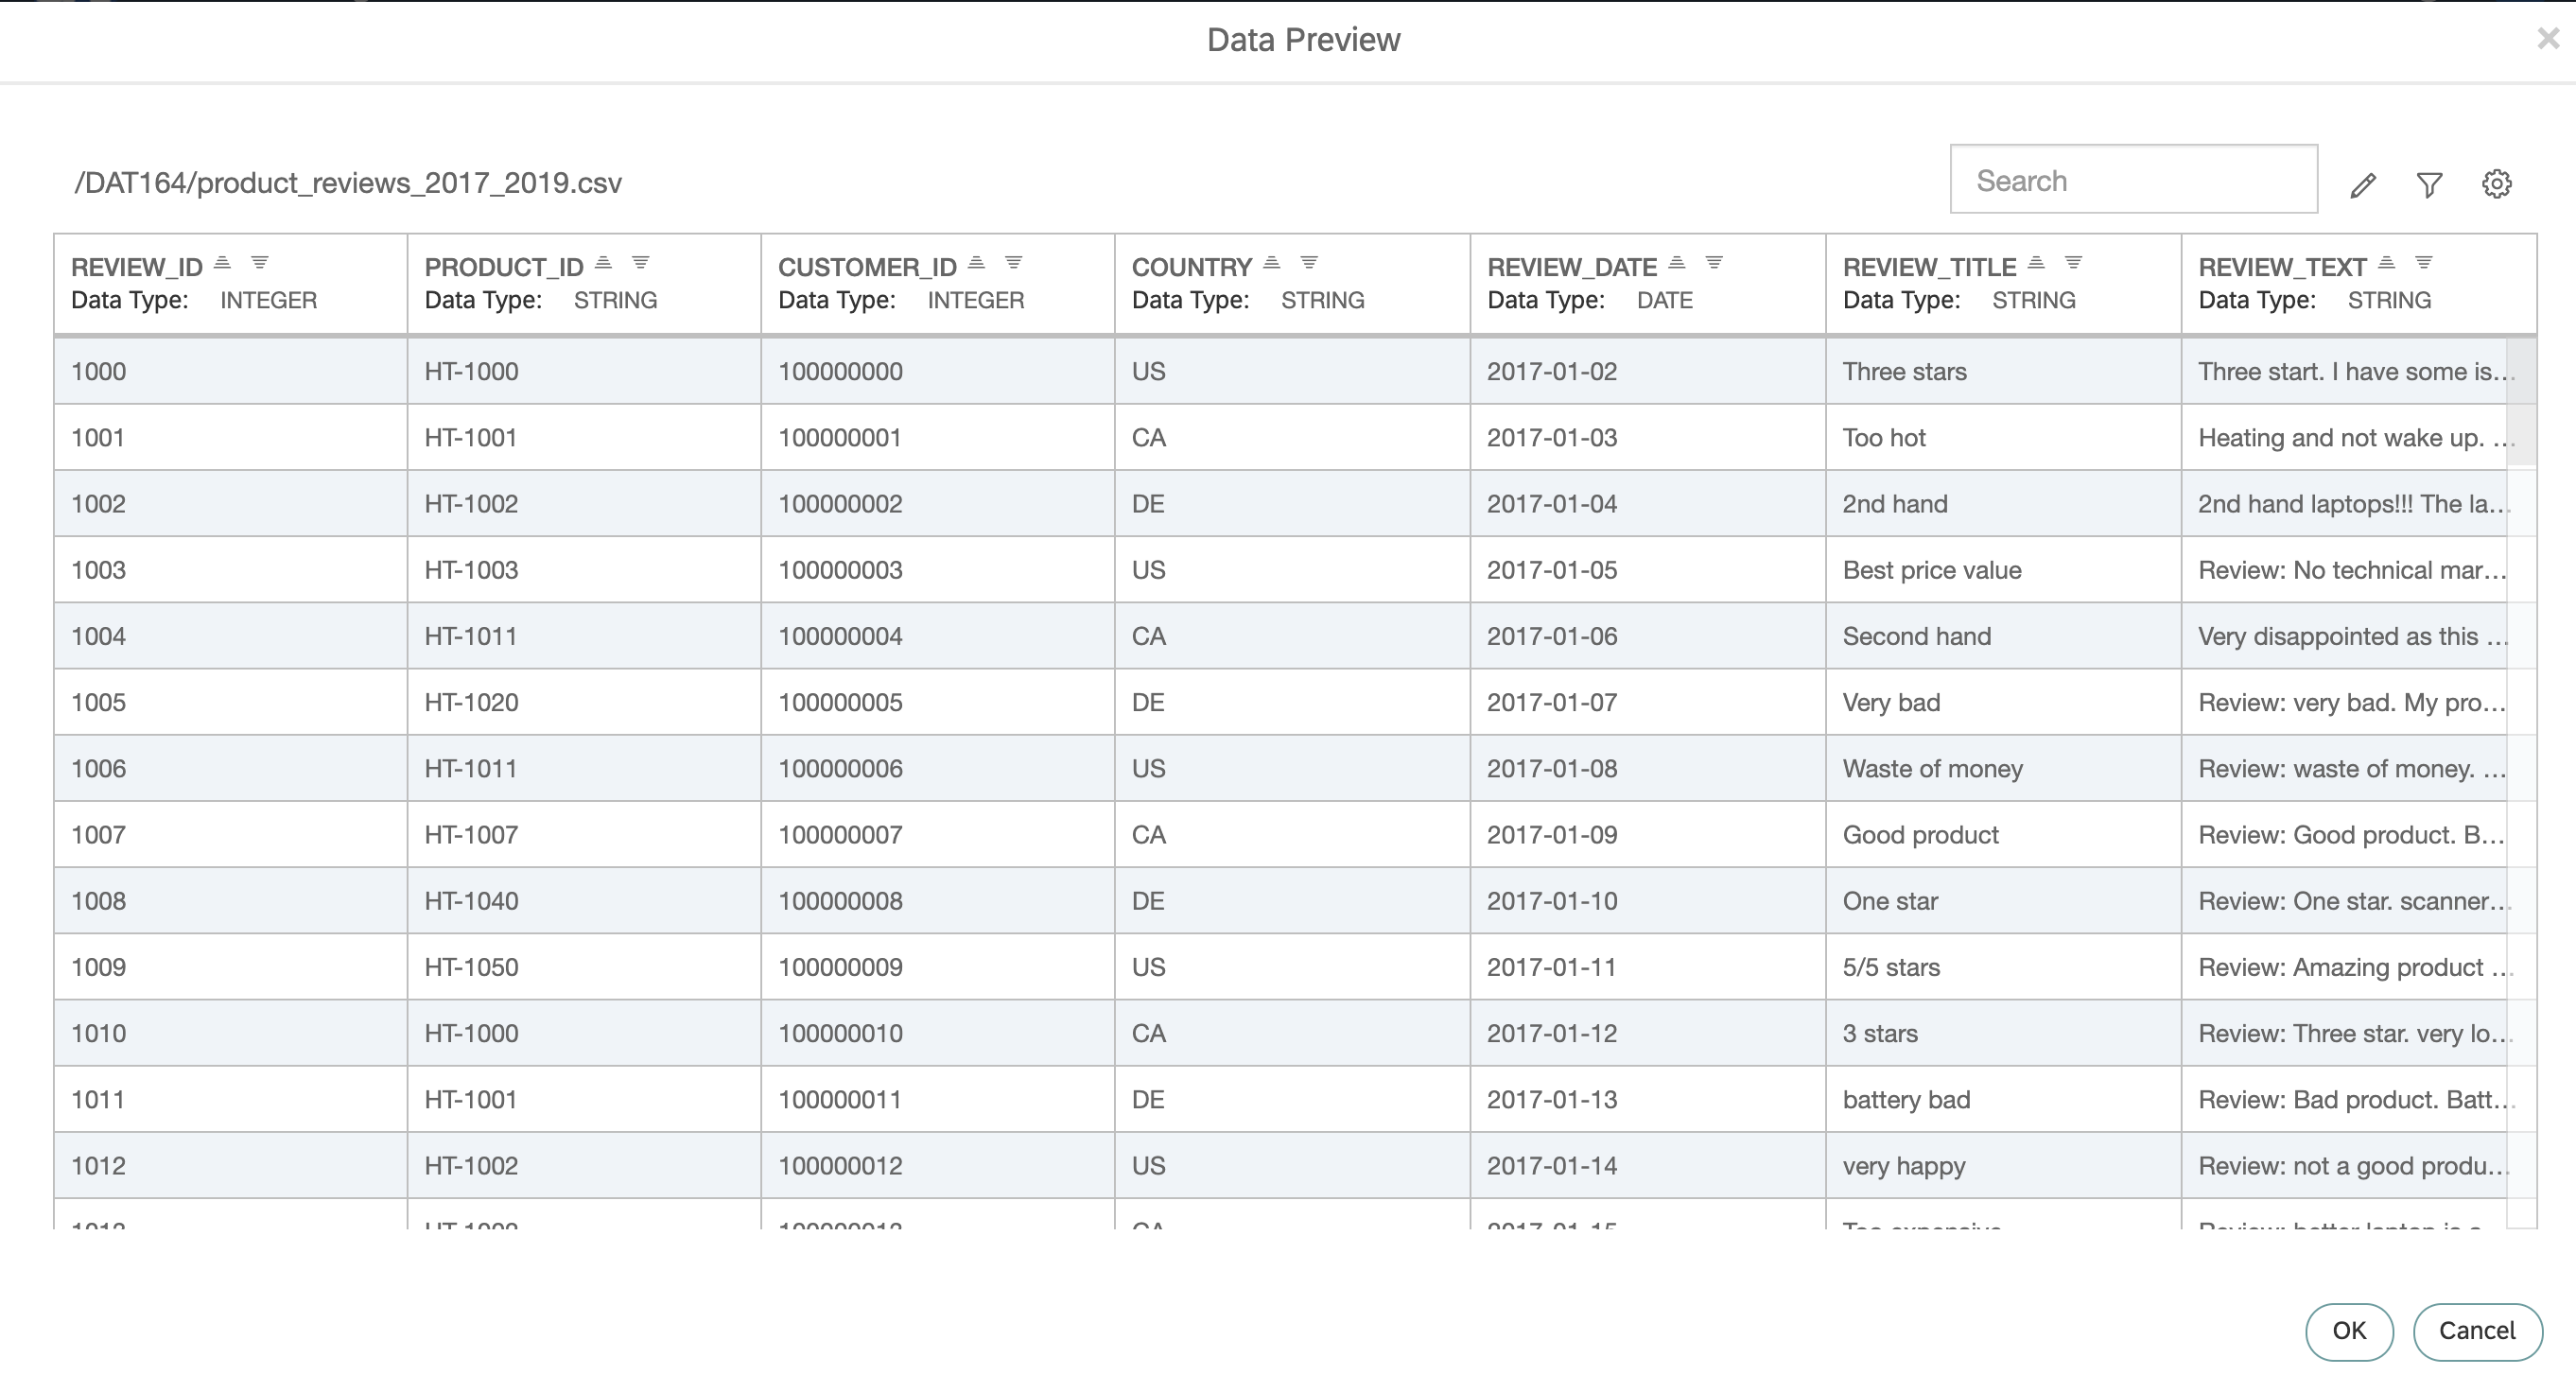 Data Preview
/DAT164/product_reviews_2017_2019.csv
Search
REVIEW_ID PRODUCT_ID CUSTOMER_ID COUNTRY REVIEW_DATE REVIEW_TITLE REVIEW_TEXT
Data Type: INTEGER Data Type: STRING Data Type: INTEGER Data Type: STRING Data Type: DATE Data Type: STRING Data Type: STRING
1000 HT-1000 100000000 US 2017-01-02 Three stars Three start. I have some is...
1001 HT-1001 100000001 CA 2017-01-03 Too hot Heating and not wake up. ...
1002 HT-1002 100000002 DE 2017-01-04 2nd hand 2nd hand laptops!!! The la...
1003 HT-1003 100000003 US 2017-01-05 Best price value Review: No technical mar...
1004 HT-1011 100000004 CA 2017-01-06 Second hand Very disappointed as this ...
1005 HT-1020 100000005 DE 2017-01-07 Very bad Review: very bad. My pro...
1006 HT-1011 100000006 US 2017-01-08 Waste of money Review: waste of money. ...
1007 HT-1007 100000007 CA 2017-01-09 Good product Review: Good product. B...
1008 HT-1040 100000008 DE 2017-01-10 One star Review: One star. scanner...
1009 HT-1050 100000009 US 2017-01-11 5/5 stars Review: Amazing product ...
1010 HT-1000 100000010 CA 2017-01-12 3 stars Review: Three star. very lo...
1011 HT-1001 100000011 DE 2017-01-13 battery bad Review: Bad product. Batt...
1012 HT-1002 100000012 US 2017-01-14 very happy Review: not a good produ...
OK Cancel